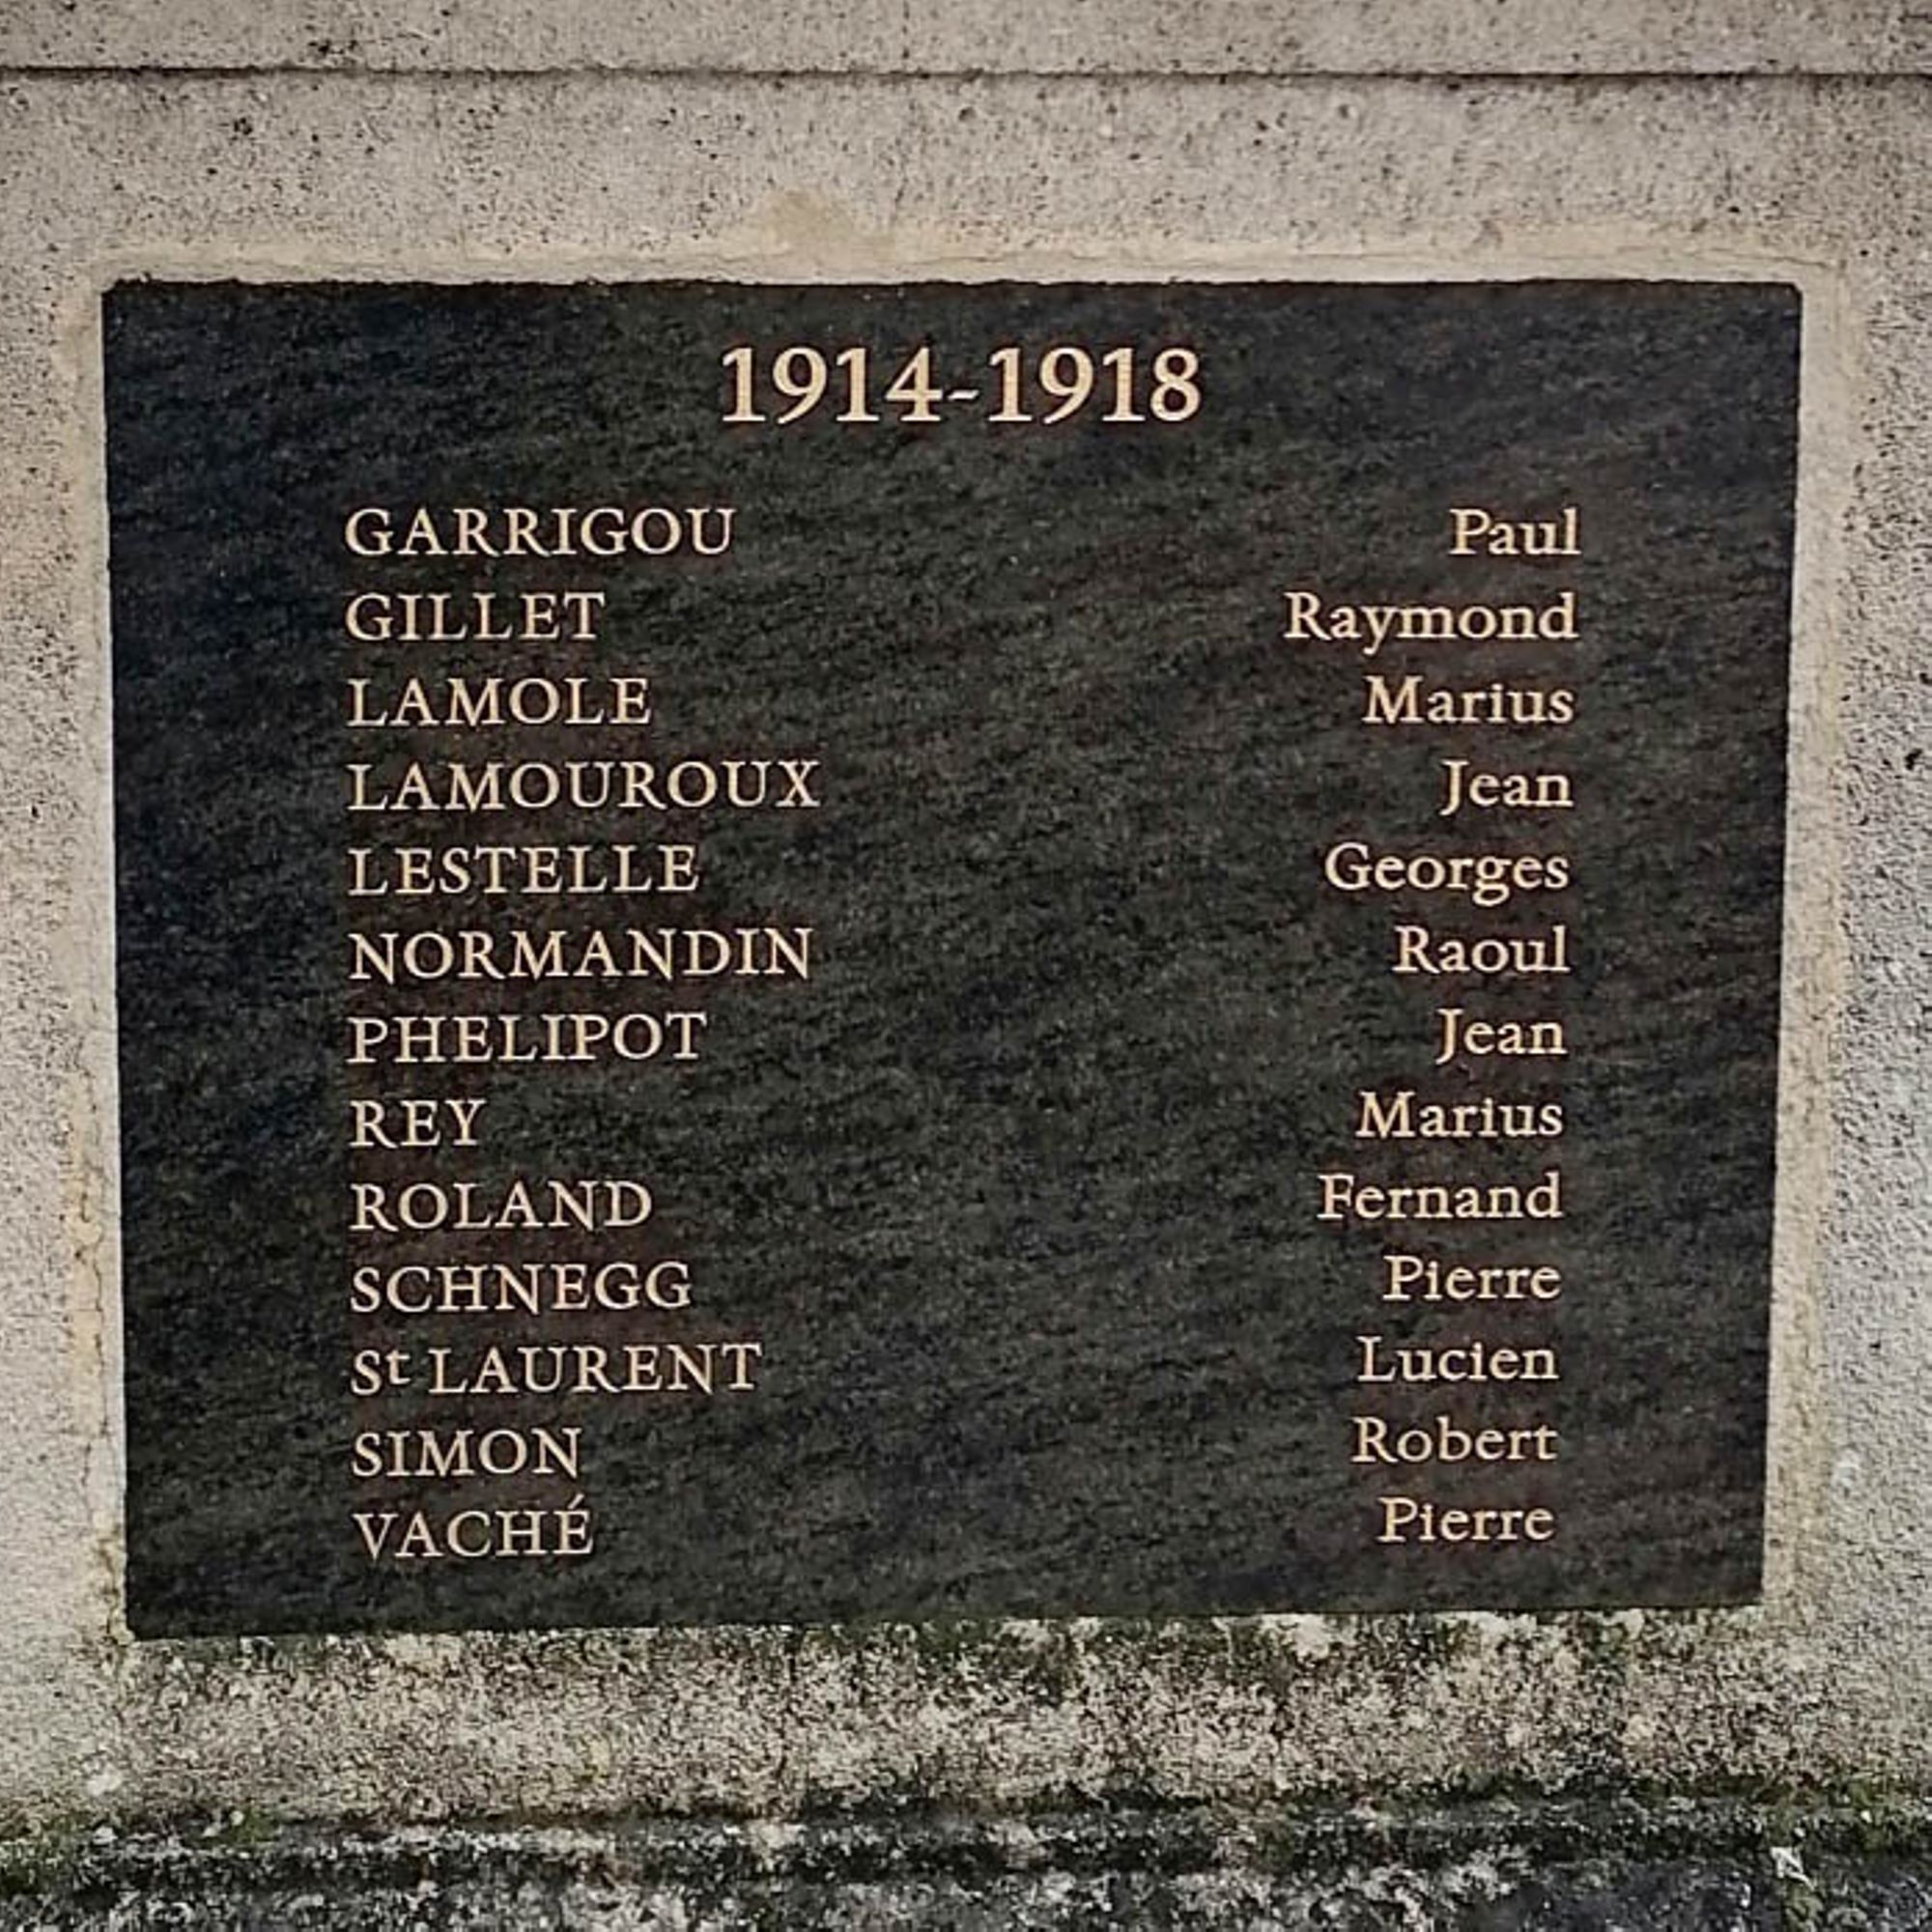 1914-1918
GARRIGOU Paul
GILLET Raymond
LAMOLE Marius
LAMOUROUX Jean
LESTELLE Georges
NORMANDIN Raoul
PHELIPOT Jean
REY Marius
ROLAND Fernand
SCHNEGG Pierre
St LAURENT Lucien
SIMON Robert
VACHÉ Pierre